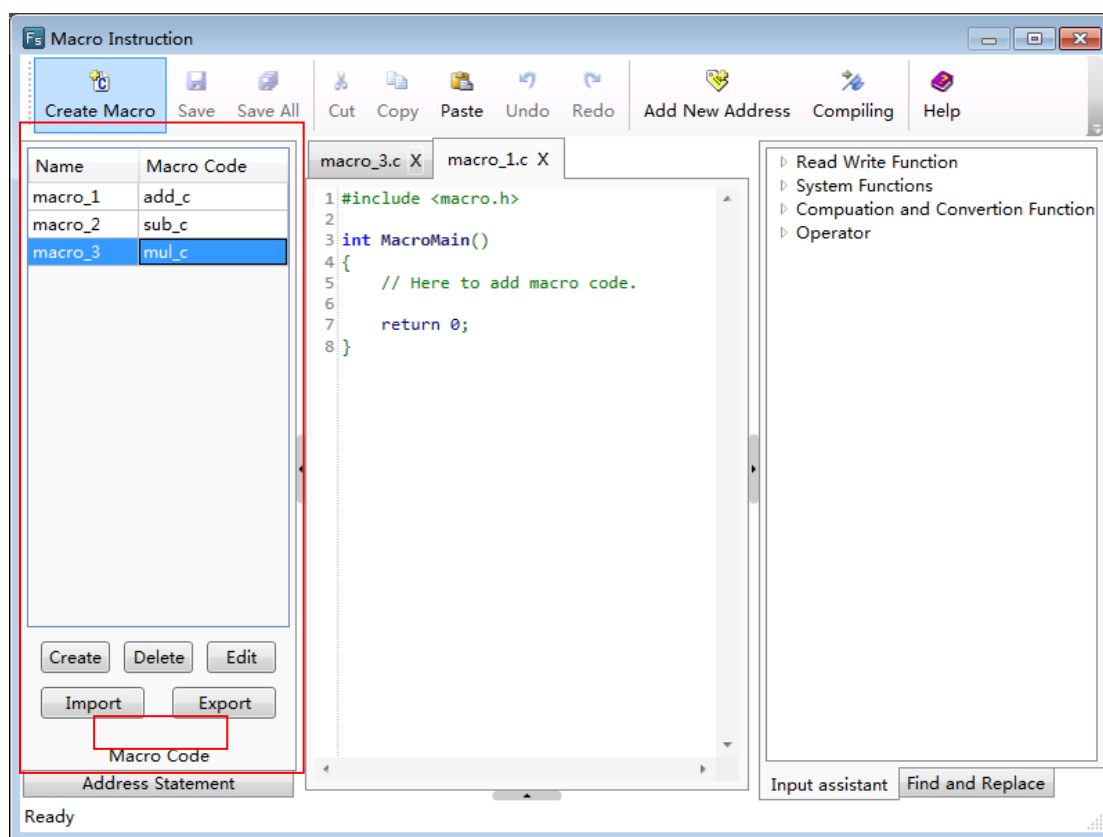 Fs Macro Instruction
Create Macro Save Save All Cut Copy Paste Undo Redo Add New Address Compiling Help
Name Macro Code
macro_1 add_c
macro_2 sub_c
macro_3 mul_c
Create Delete Edit
Import Export
Macro Code
Address Statement
macro_3.c X macro_1.c X
1 #include <macro.h>
2
3 int MacroMain()
4 {
5 // Here to add macro code.
6
7 return 0;
8 }
Read Write Function
System Functions
Compuation and Convertion Function
Operator
Input assistant Find and Replace
Ready